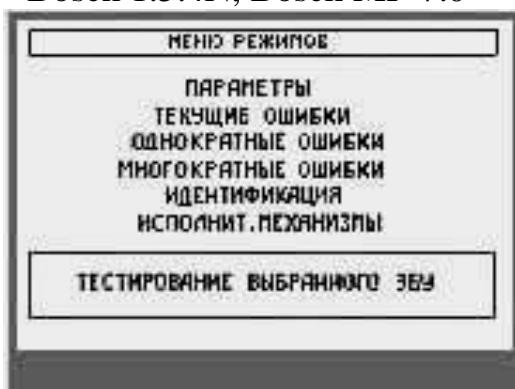 Bosch 1.5.4N, Bosch MP 7.0
МЕНЮ РЕЖИМОВ
ПАРАМЕТРЫ
ТЕКУЩИЕ ОШИБКИ
ОДНОКРАТНЫЕ ОШИБКИ
МНОГОКРАТНЫЕ ОШИБКИ
ИДЕНТИФИКАЦИЯ
ИСПОЛНИТ.МЕХАНИЗМЫ
ТЕСТИРОВАНИЕ ВЫБРАННОГО ЭБУ